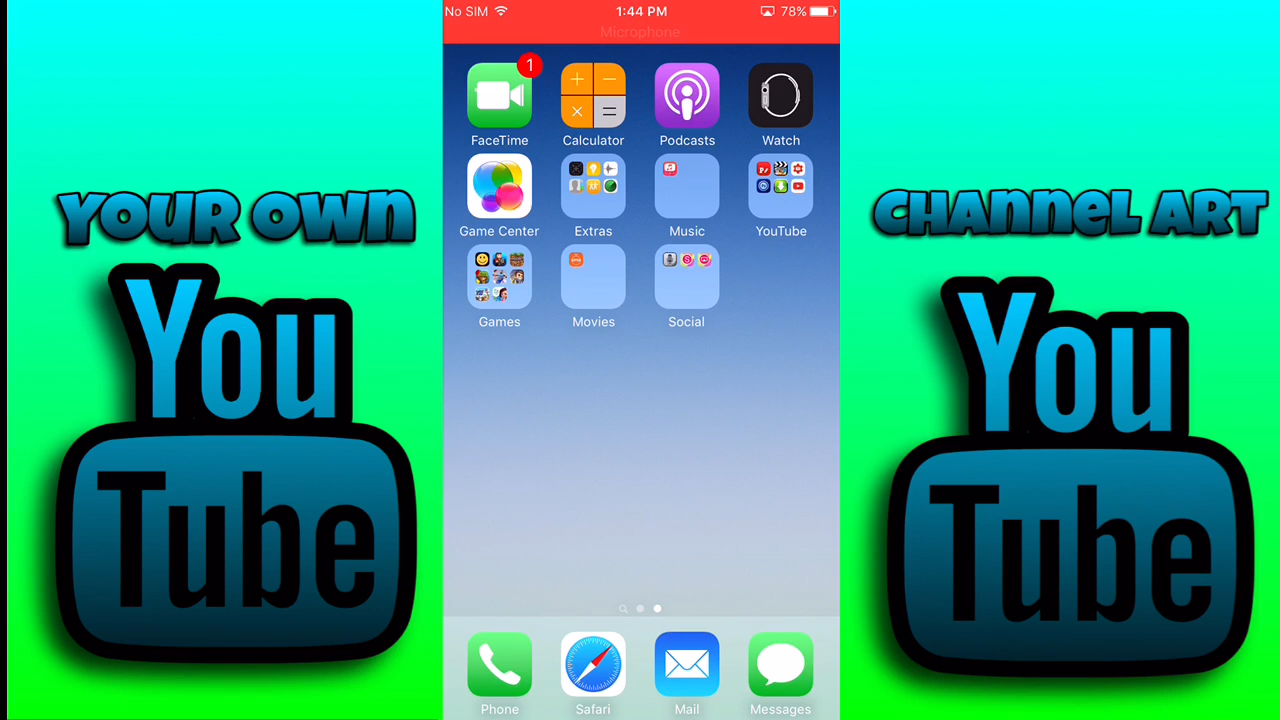 No SIM 1:44 PM 78%
Microphone
1
FaceTime Calculator Podcasts Watch
Game Center Extras Music YouTube
Games Movies Social
Phone Safari Mail Messages
Your Own
You
Tube
Channel Art
You
Tube